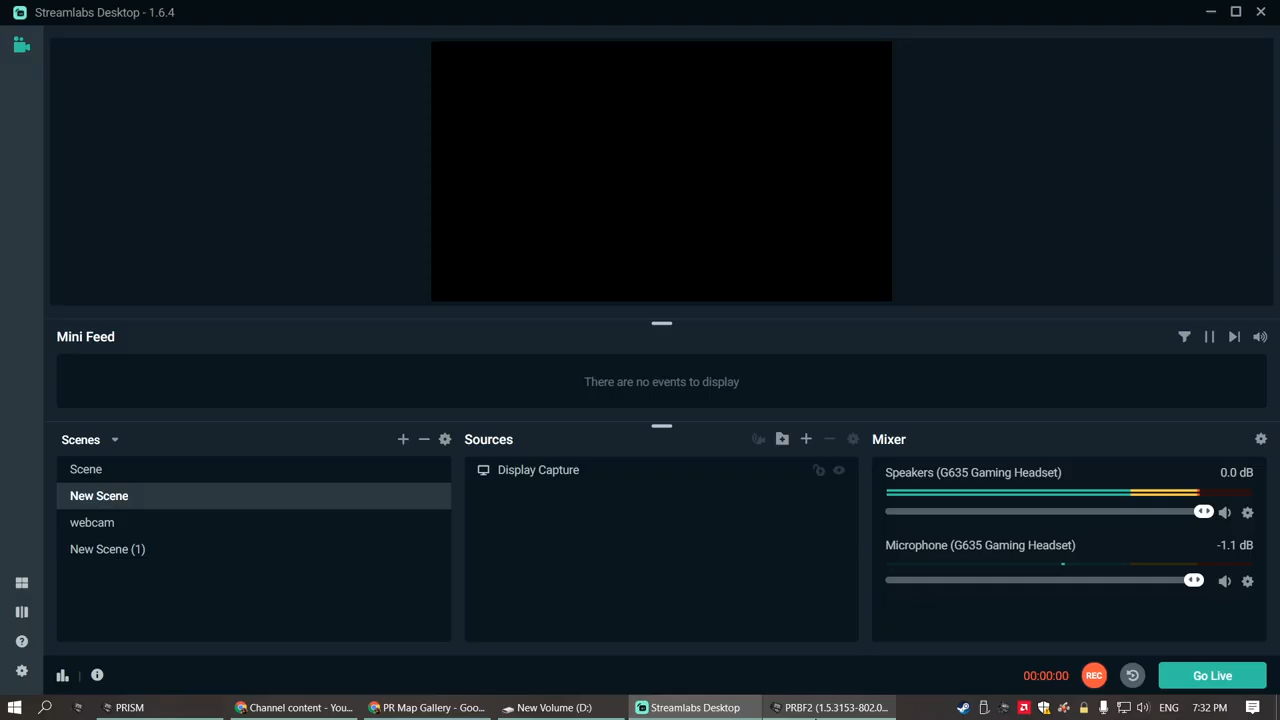 Streamlabs Desktop - 1.6.4
Mini Feed
There are no events to display
Scenes
Scene
New Scene
webcam
New Scene (1)
Sources
Display Capture
Mixer
Speakers (G635 Gaming Headset) 0.0 dB
Microphone (G635 Gaming Headset) -1.1 dB
00:00:00 REC Go Live
PRISM Channel content - You... PR Map Gallery - Goo... New Volume (D:) Streamlabs Desktop PRBF2 (1.5.3153-802.0... ENG 7:32 PM